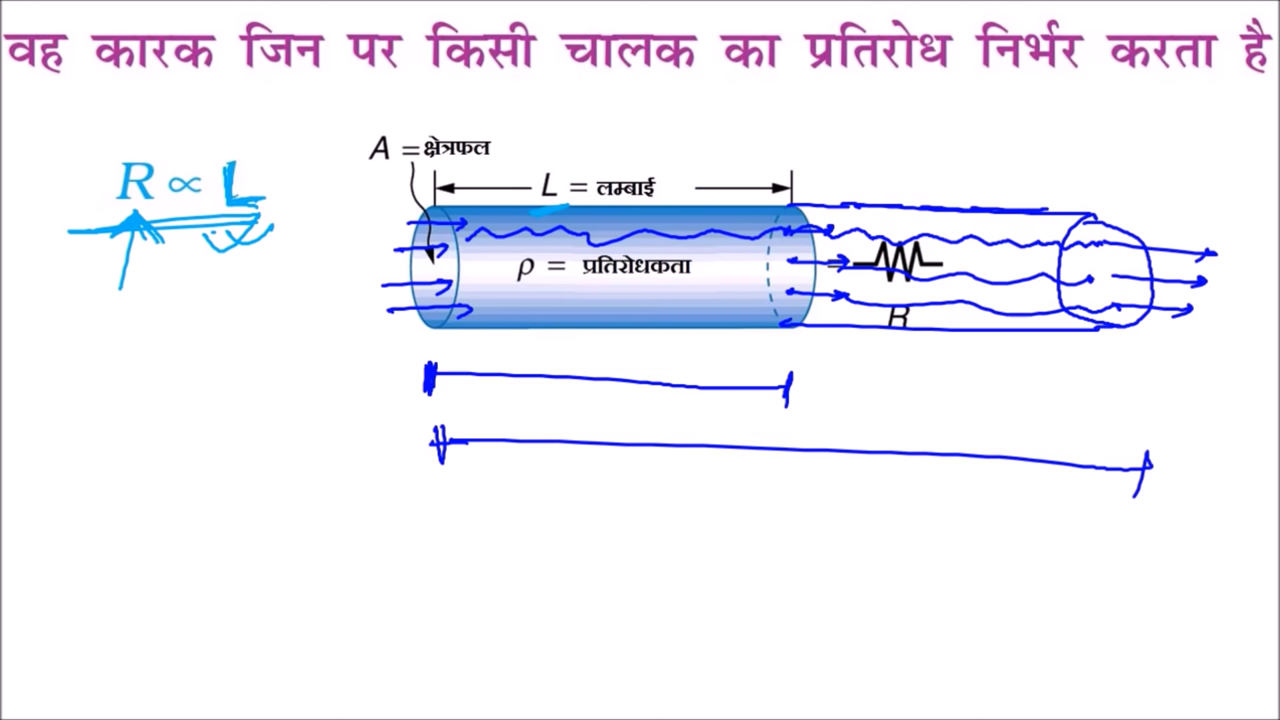 वह कारक जिन पर किसी चालक का प्रतिरोध निर्भर करता है
A = क्षेत्रफल
R ∝ L
L = लम्बाई
ρ = प्रतिरोधकता
=
R